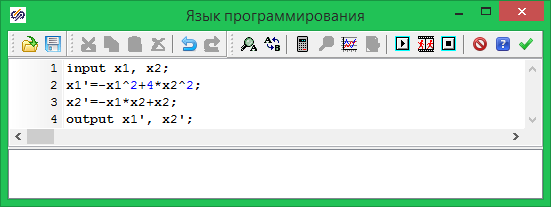 Язык программирования
1 input x1, x2;
2 x1'=-x1^2+4*x2^2;
3 x2'=-x1*x2+x2;
4 output x1', x2';